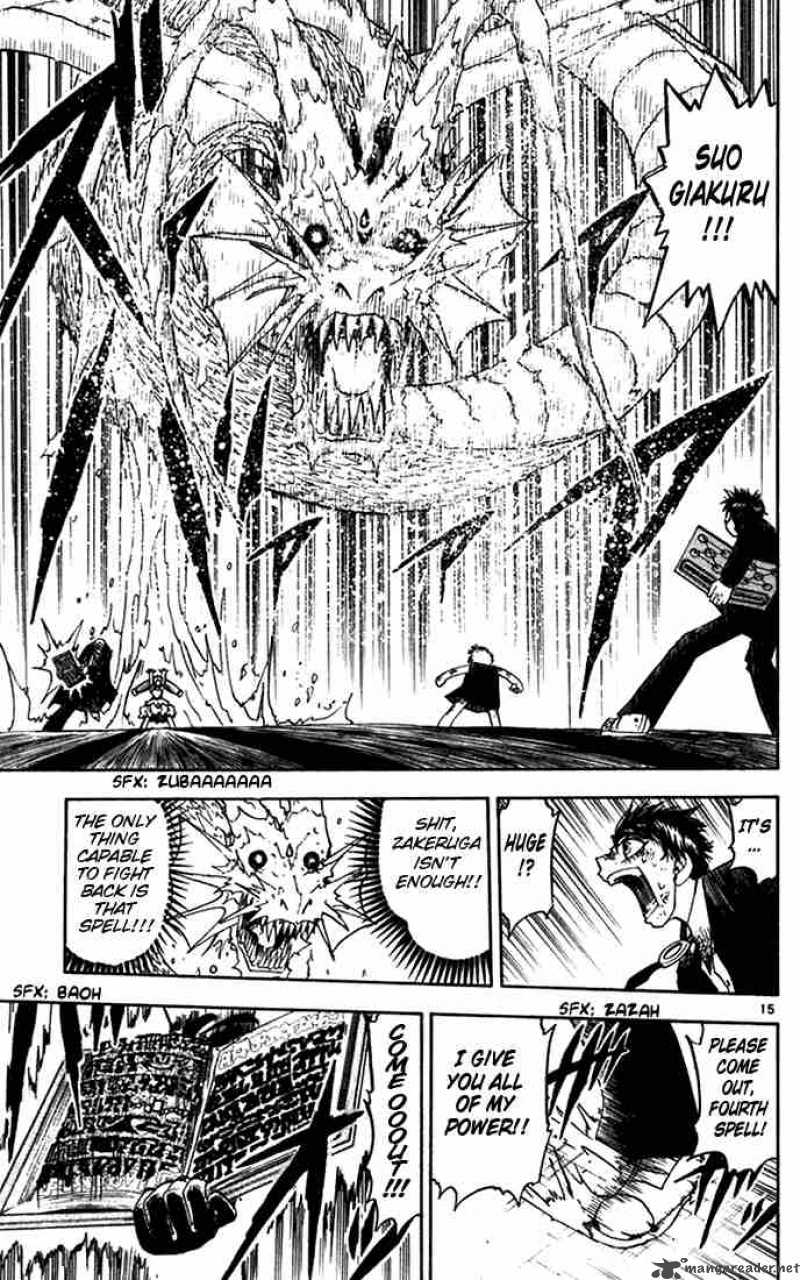 SUO
GIAKURU
!!!
SFX: ZUBAAAAAAA
IT'S
...
HUGE
!?
SHIT,
ZAKERUGA
ISN'T
ENOUGH!!
THE ONLY
THING
CAPABLE
TO FIGHT
BACK IS
THAT
SPELL!!!
15
SFX: ZAZAH
PLEASE
COME
OUT,
FOURTH
SPELL!
I GIVE
YOU ALL
OF MY
POWER!!
SFX: BAOH
COME OOOUT!!!
mangareader.net